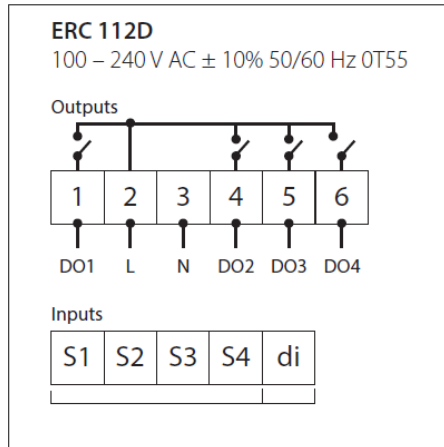 ERC 112D
100 – 240 V AC ± 10% 50/60 Hz 0T55
Outputs
1 2 3 4 5 6
DO1 L N DO2 DO3 DO4
Inputs
S1 S2 S3 S4 di